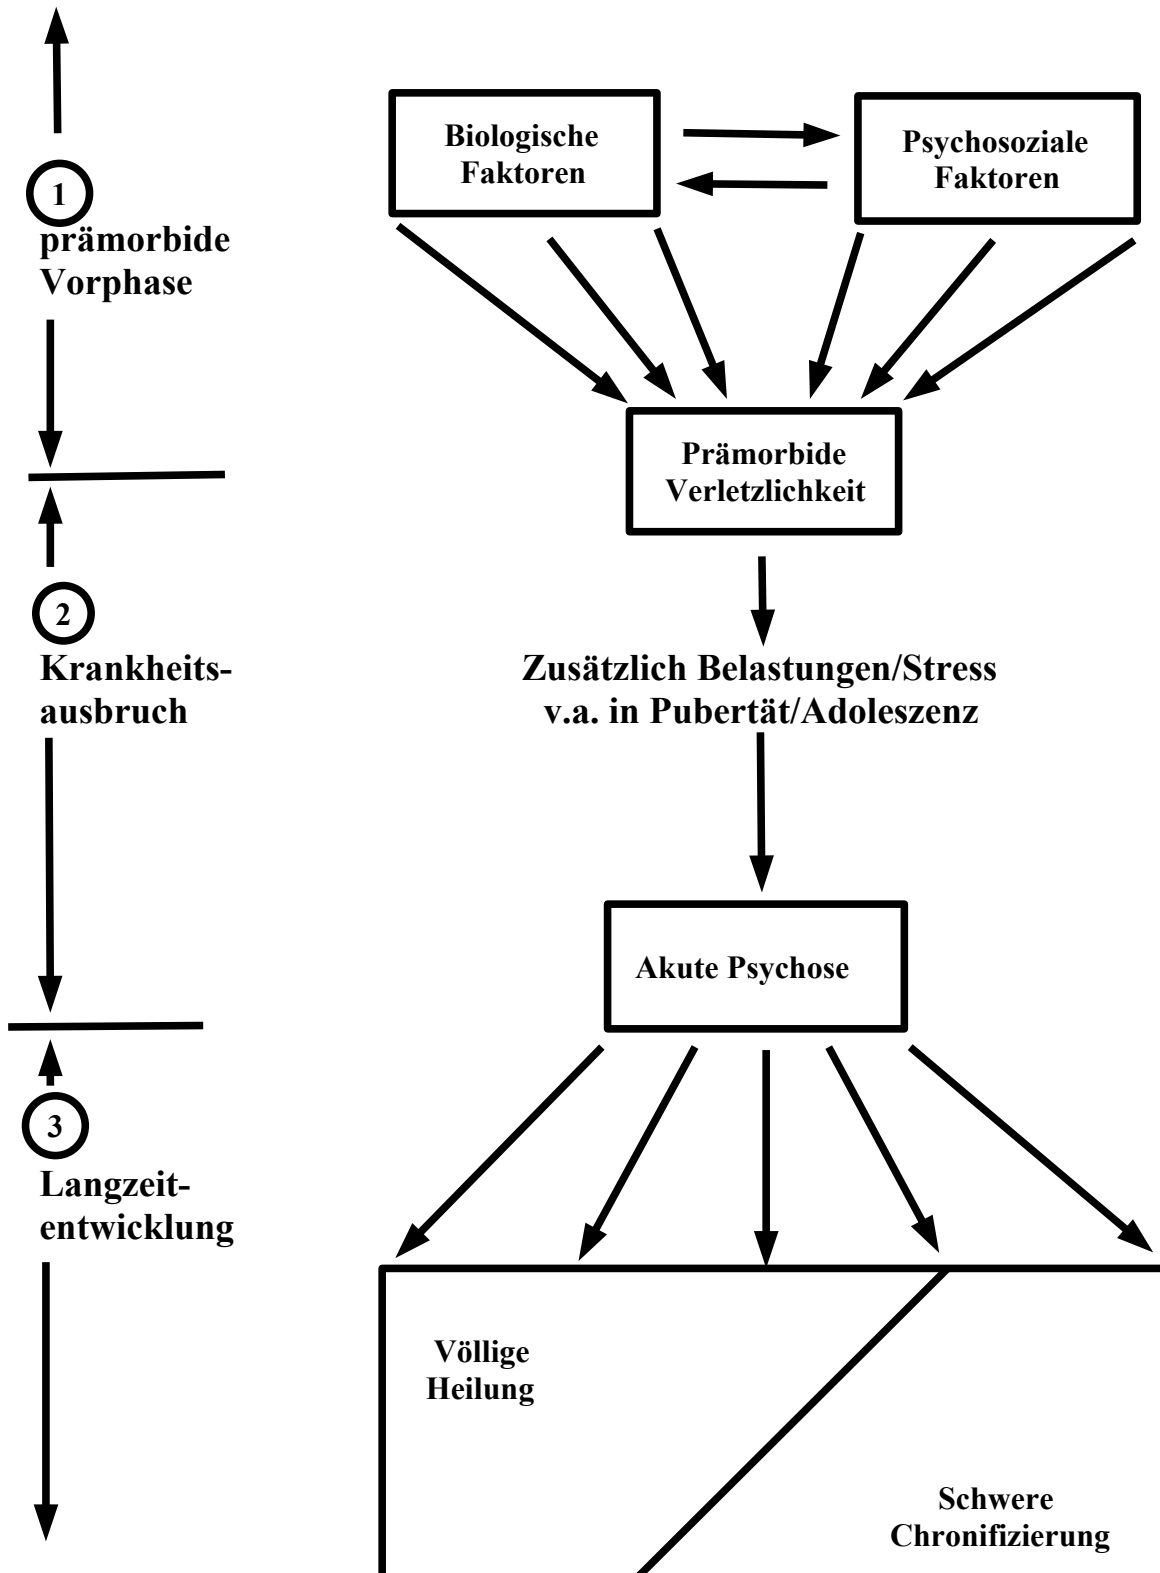 Biologische
Faktoren
Psychosoziale
Faktoren
1
prämorbide
Vorphase
Prämorbide
Verletzlichkeit
2
Krankheits-
ausbruch
Zusätzlich Belastungen/Stress
v.a. in Pubertät/Adoleszenz
Akute Psychose
3
Langzeit-
entwicklung
Völlige
Heilung
Schwere
Chronifizierung